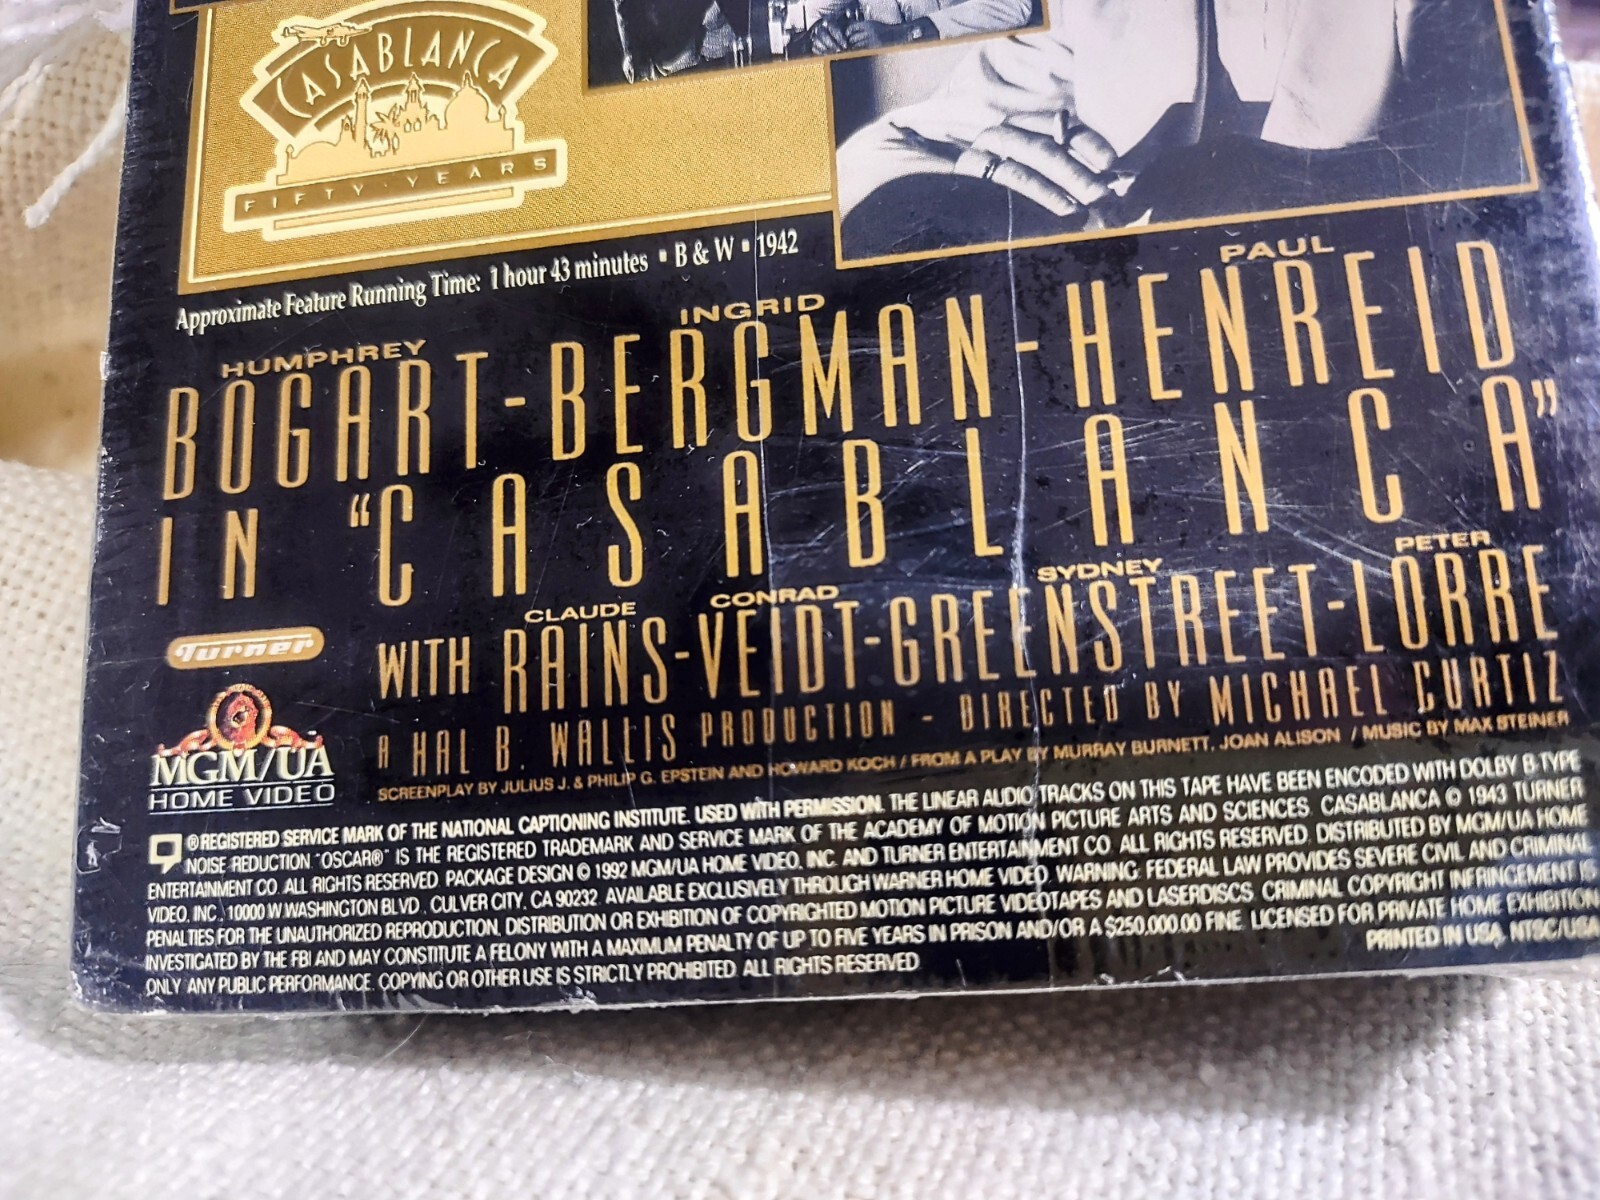 CASABLANCA
FIFTY · YEARS
Approximate Feature Running Time: 1 hour 43 minutes ▪ B & W ▪ 1942
HUMPHREY INGRID PAUL
BOGART-BERGMAN-HENREID
IN "CASABLANCA"
CLAUDE CONRAD SYDNEY PETER
WITH RAINS-VEIDT-GREENSTREET-LORRE
A HAL B. WALLIS PRODUCTION - DIRECTED BY MICHAEL CURTIZ
SCREENPLAY BY JULIUS J. & PHILIP G. EPSTEIN AND HOWARD KOCH / FROM A PLAY BY MURRAY BURNETT, JOAN ALISON / MUSIC BY MAX STEINER
Turner
MGM/UA
HOME VIDEO
® REGISTERED SERVICE MARK OF THE NATIONAL CAPTIONING INSTITUTE. USED WITH PERMISSION. THE LINEAR AUDIO TRACKS ON THIS TAPE HAVE BEEN ENCODED WITH DOLBY B TYPE
NOISE REDUCTION "OSCAR®" IS THE REGISTERED TRADEMARK AND SERVICE MARK OF THE ACADEMY OF MOTION PICTURE ARTS AND SCIENCES. CASABLANCA © 1943 TURNER
ENTERTAINMENT CO. ALL RIGHTS RESERVED. PACKAGE DESIGN © 1992 MGM/UA HOME VIDEO, INC. AND TURNER ENTERTAINMENT CO. ALL RIGHTS RESERVED. DISTRIBUTED BY MGM/UA HOME
VIDEO, INC., 10000 W. WASHINGTON BLVD., CULVER CITY, CA 90232. AVAILABLE EXCLUSIVELY THROUGH WARNER HOME VIDEO. WARNING: FEDERAL LAW PROVIDES SEVERE CIVIL AND CRIMINAL
PENALTIES FOR THE UNAUTHORIZED REPRODUCTION, DISTRIBUTION OR EXHIBITION OF COPYRIGHTED MOTION PICTURE VIDEOTAPES AND LASERDISCS. CRIMINAL COPYRIGHT INFRINGEMENT IS
INVESTIGATED BY THE FBI AND MAY CONSTITUTE A FELONY WITH A MAXIMUM PENALTY OF UP TO FIVE YEARS IN PRISON AND/OR A $250,000.00 FINE. LICENSED FOR PRIVATE HOME EXHIBITION
ONLY. ANY PUBLIC PERFORMANCE, COPYING OR OTHER USE IS STRICTLY PROHIBITED. ALL RIGHTS RESERVED
PRINTED IN USA. NTSC/USA